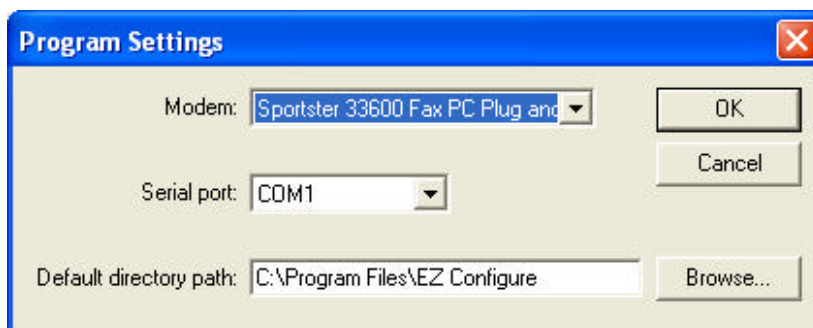 Program Settings
Modem: Sportster 33600 Fax PC Plug and
OK
Cancel
Serial port: COM1
Default directory path: C:\Program Files\EZ Configure
Browse...